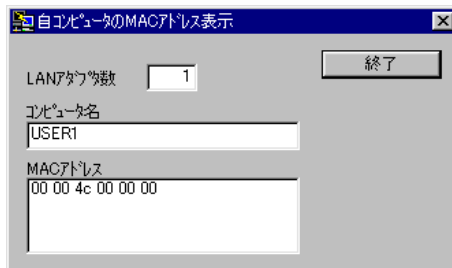 自ｺﾝﾋﾟｭｰﾀのMACｱﾄﾞﾚｽ表示
終了
LANｱﾀﾞﾌﾟﾀ数 1
ｺﾝﾋﾟｭｰﾀ名
USER1
MACｱﾄﾞﾚｽ
00 00 4c 00 00 00